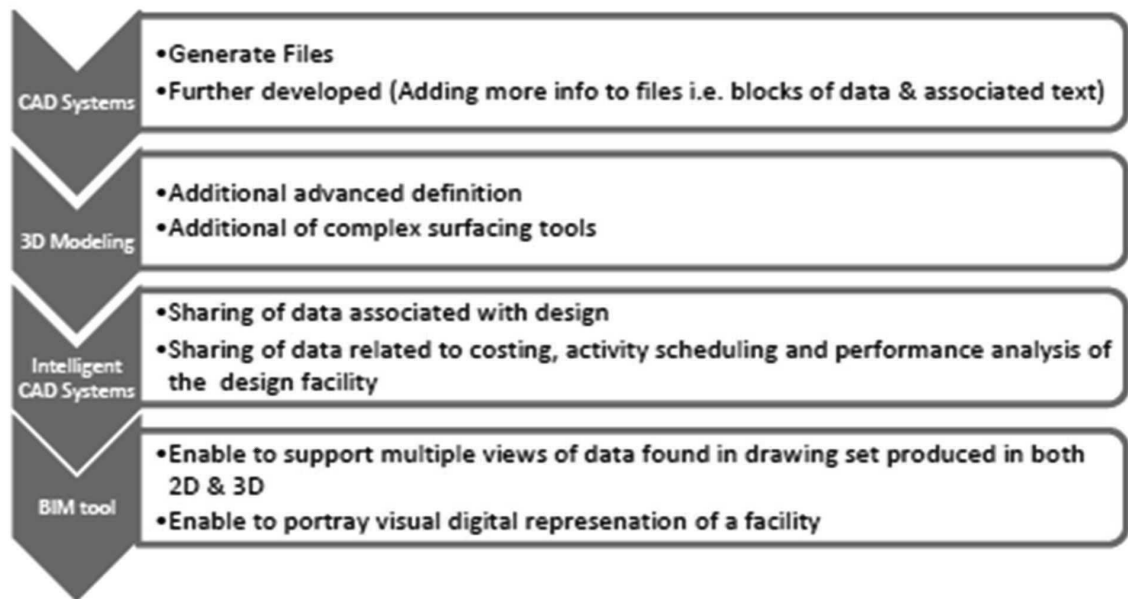 CAD Systems
•Generate Files
•Further developed (Adding more info to files i.e. blocks of data & associated text)
3D Modeling
•Additional advanced definition
•Additional of complex surfacing tools
Intelligent
CAD Systems
•Sharing of data associated with design
•Sharing of data related to costing, activity scheduling and performance analysis of
the design facility
BIM tool
•Enable to support multiple views of data found in drawing set produced in both
2D & 3D
•Enable to portray visual digital represenation of a facility